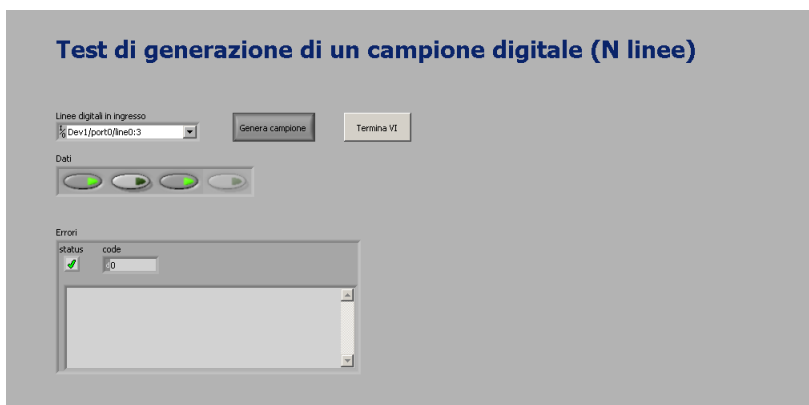 Test di generazione di un campione digitale (N linee)
Linee digitali in ingresso
Dev1/port0/line0:3
Genera campione
Termina VI
Dati
Errori
status code
0